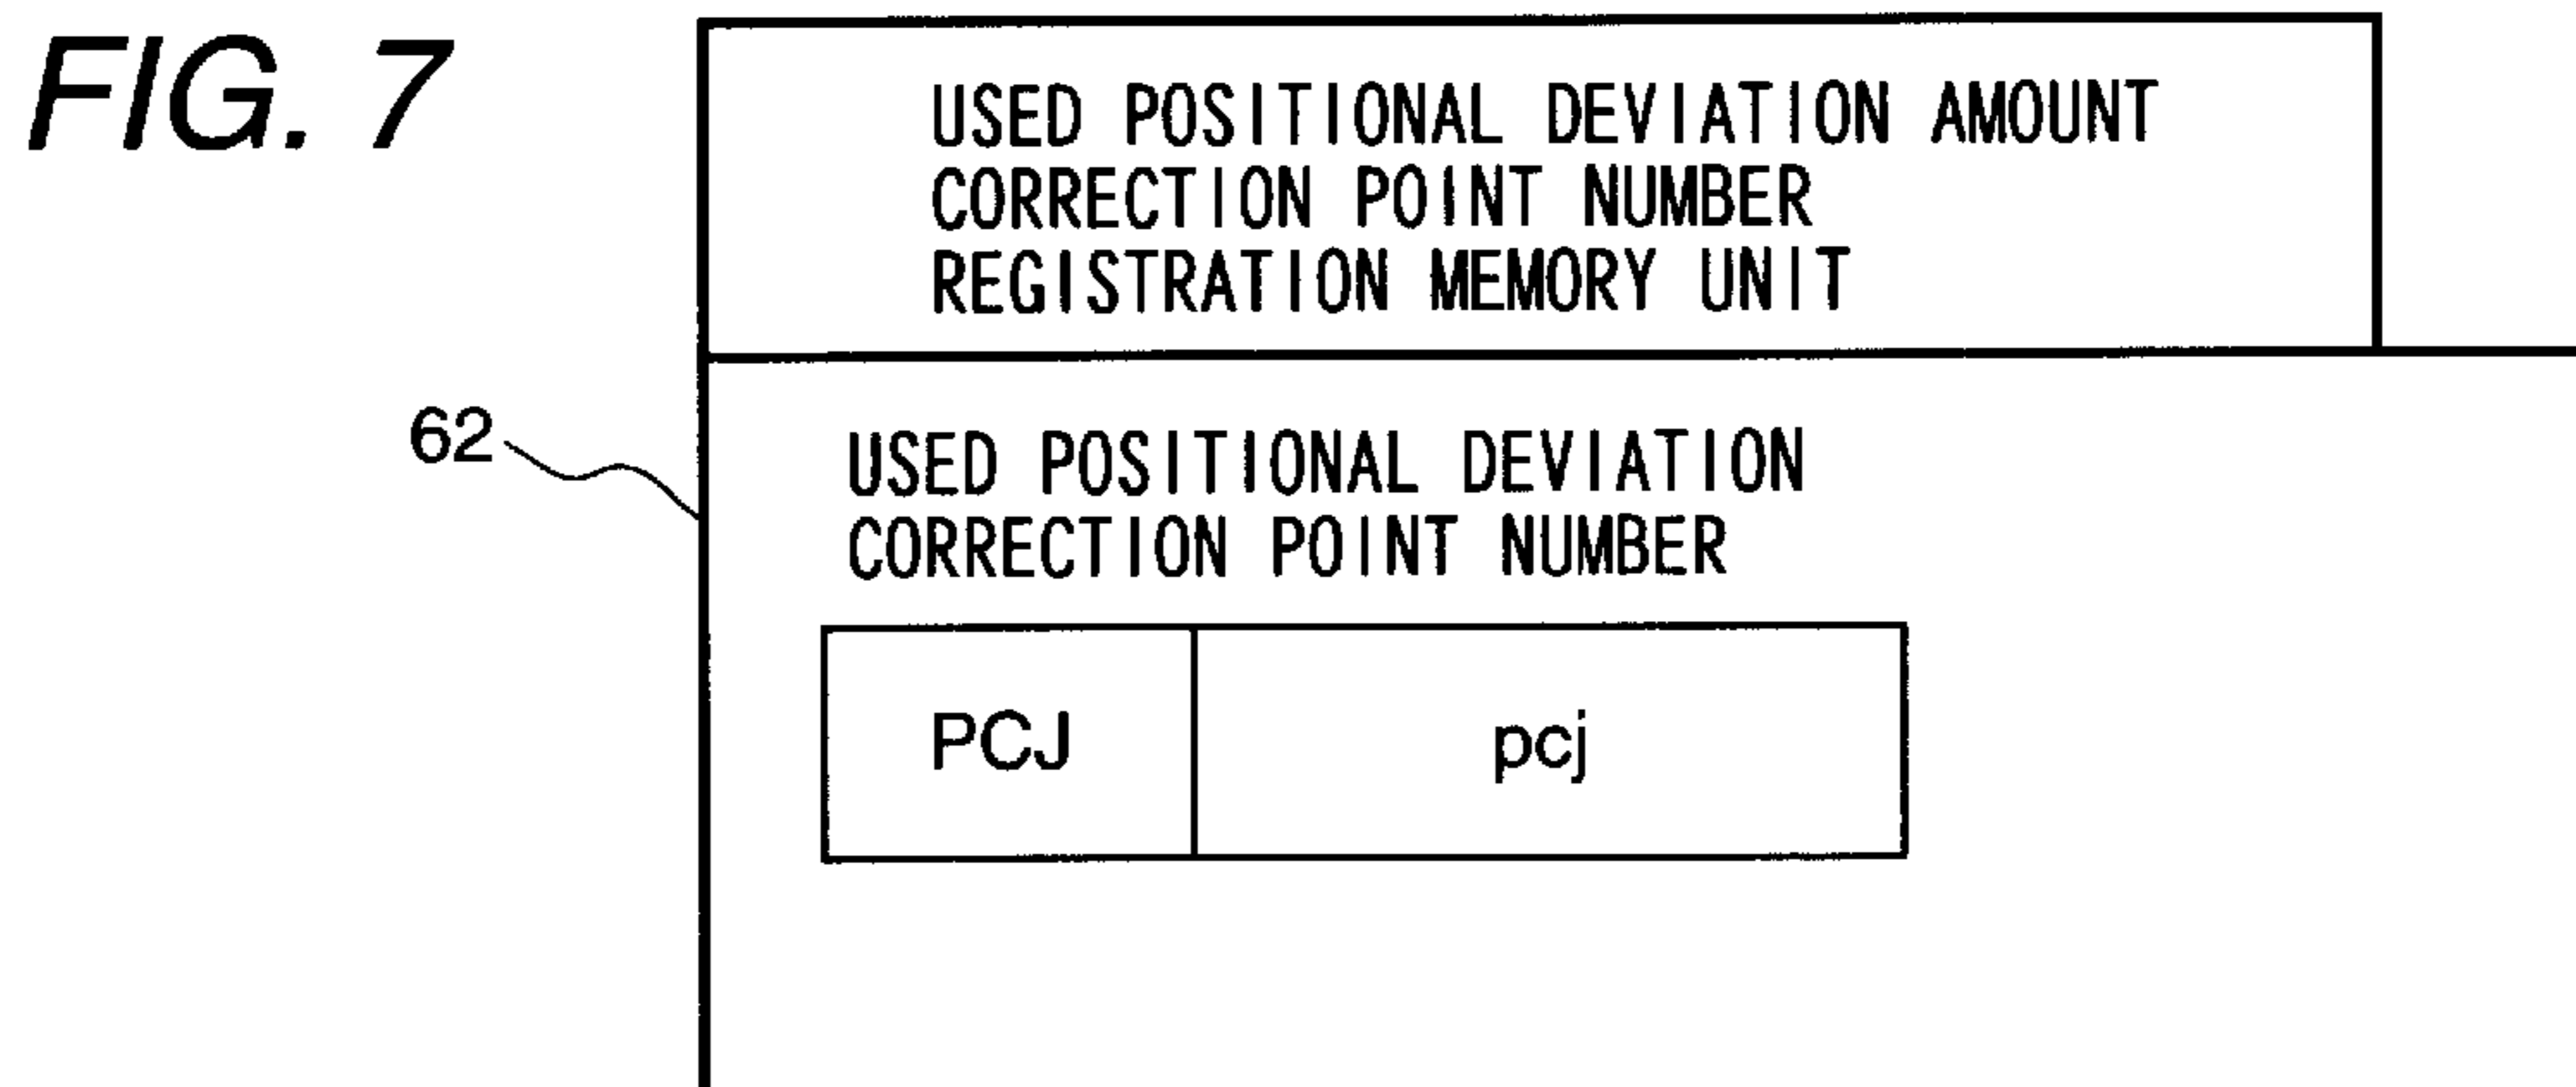 FIG. 7
USED POSITIONAL DEVIATION AMOUNT
CORRECTION POINT NUMBER
REGISTRATION MEMORY UNIT
62
USED POSITIONAL DEVIATION
CORRECTION POINT NUMBER
PCJ pcj